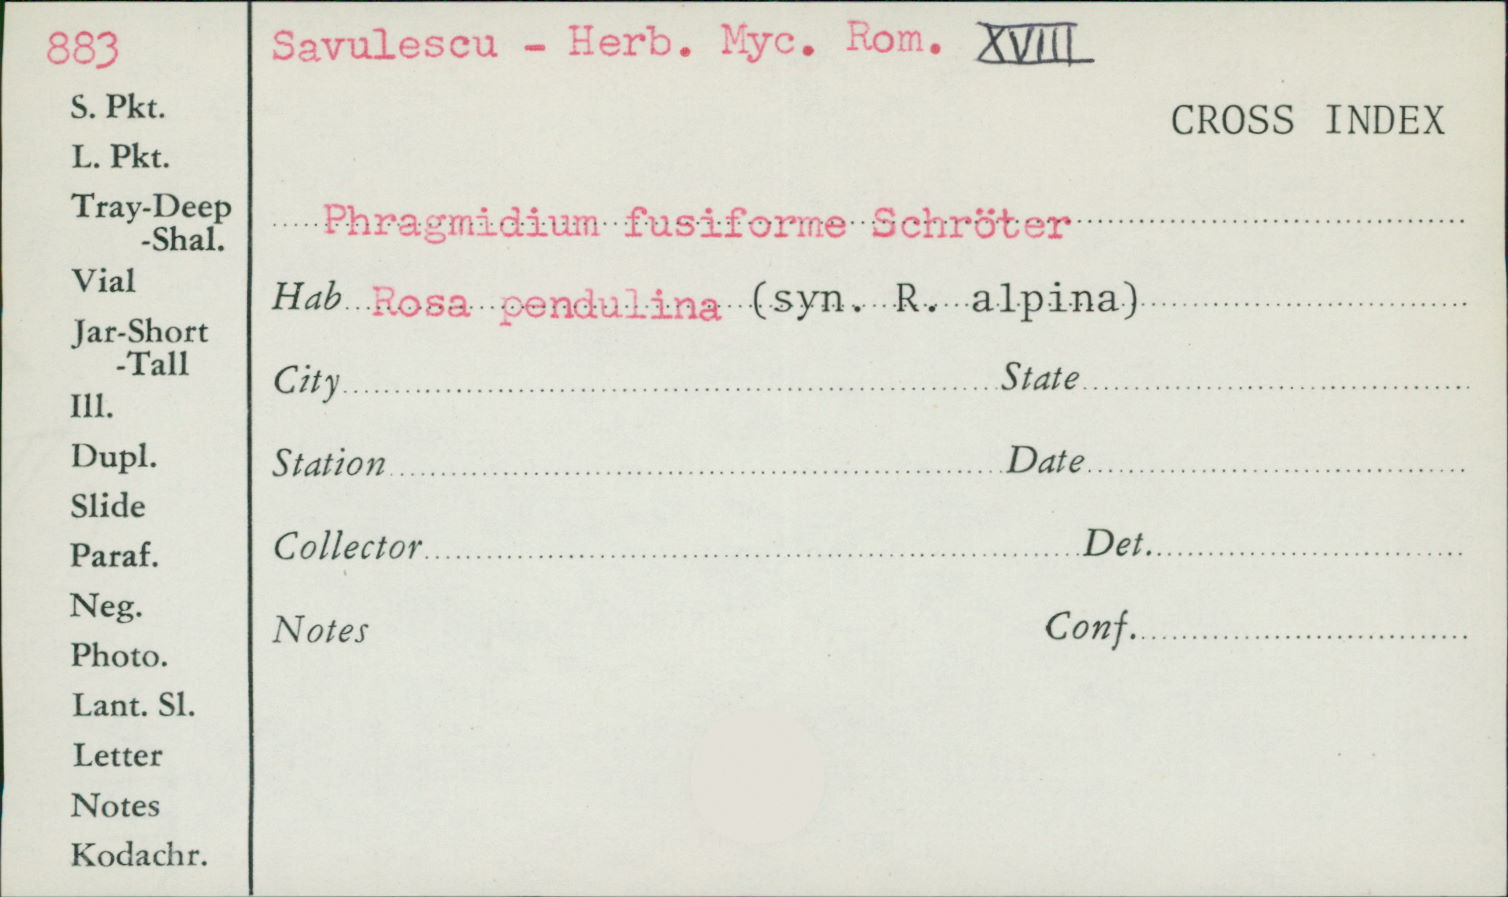 883
Savulescu - Herb. Myc. Rom. XVIII
CROSS INDEX
S. Pkt.
L. Pkt.
Tray-Deep
-Shal.
Vial
Jar-Short
-Tall
Ill.
Dupl.
Slide
Paraf.
Neg.
Photo.
Lant. Sl.
Letter
Notes
Kodachr.
Phragmidium fusiforme Schröter
Hab Rosa pendulina (syn. R. alpina)
City State
Station Date
Collector Det.
Notes Conf.